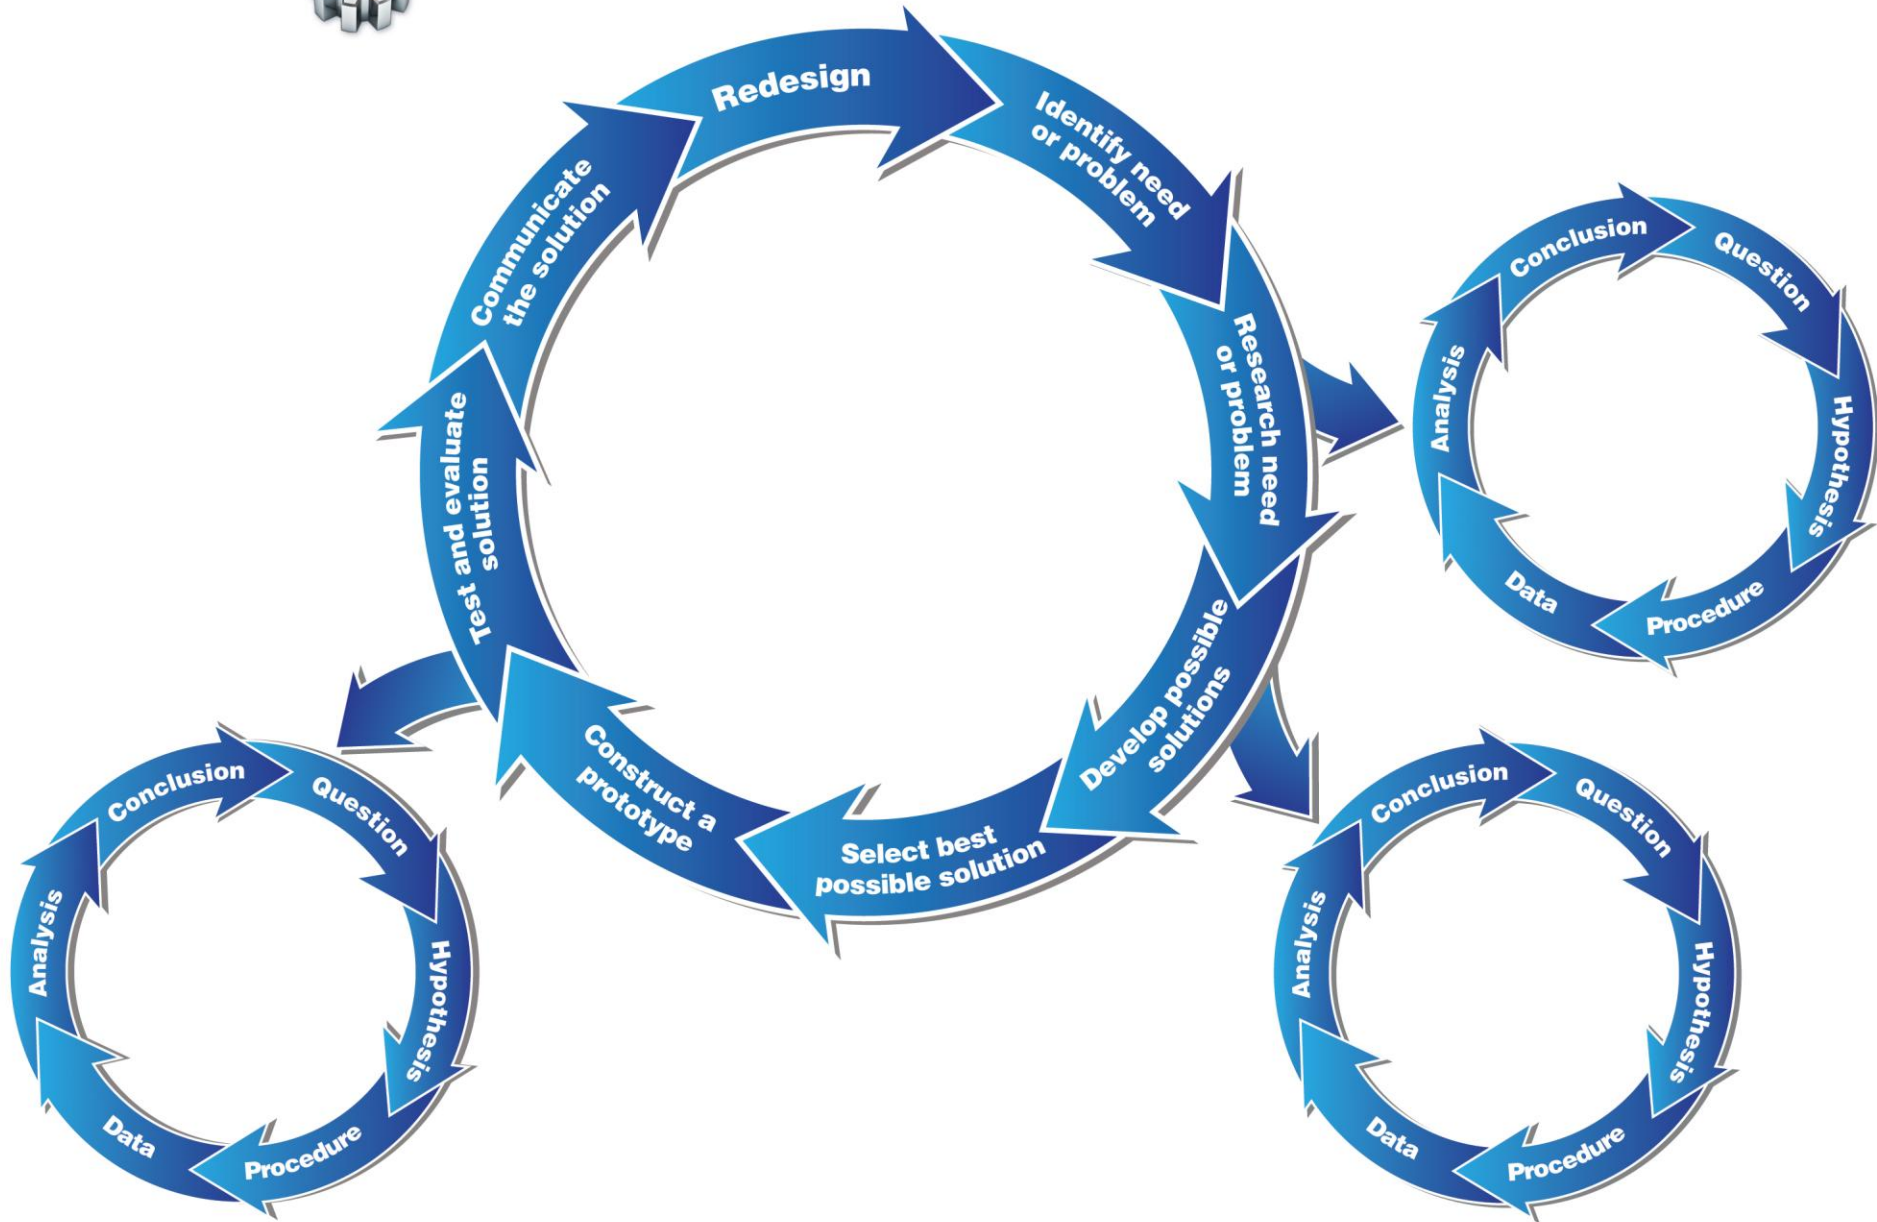 Redesign
Identify need
or problem
Research need
or problem
Develop possible
solutions
Select best
possible solution
Construct a
prototype
Test and evaluate
solution
Communicate
the solution
Conclusion
Question
Hypothesis
Procedure
Data
Analysis
Conclusion
Question
Hypothesis
Procedure
Data
Analysis
Conclusion
Question
Hypothesis
Procedure
Data
Analysis